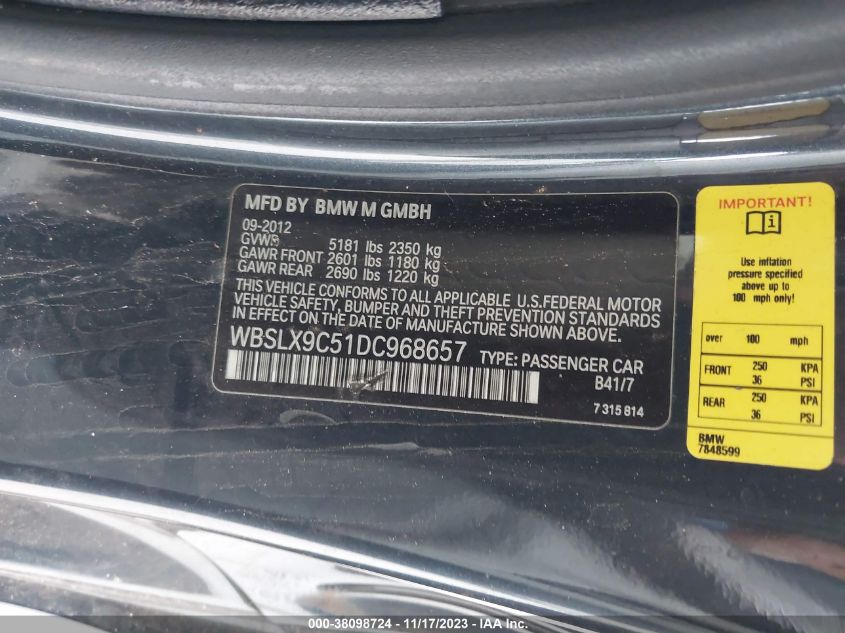 MFD BY BMW M GMBH
09-2012
GVWR 5181 lbs 2350 kg
GAWR FRONT 2601 lbs 1180 kg
GAWR REAR 2690 lbs 1220 kg
THIS VEHICLE CONFORMS TO ALL APPLICABLE U.S.FEDERAL MOTOR
VEHICLE SAFETY, BUMPER AND THEFT PREVENTION STANDARDS
IN EFFECT ON THE DATE OF MANUFACTURE SHOWN ABOVE.
WBSLX9C51DC968657 TYPE: PASSENGER CAR
B41/7
7 315 814
IMPORTANT!
Use inflation
pressure specified
above up to
100 mph only!
over 100 mph
FRONT 250 KPA
36 PSI
REAR 250 KPA
36 PSI
BMW
7848599
000-38098724 - 11/17/2023 - IAA Inc.